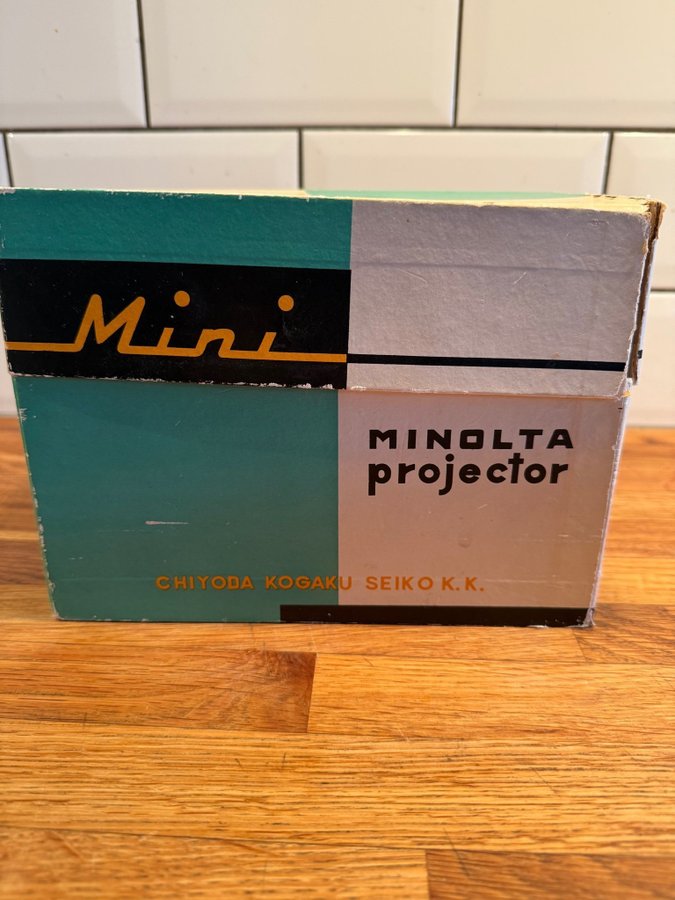 Mini
MINOLTA
projector
CHIYODA KOGAKU SEIKO K.K.